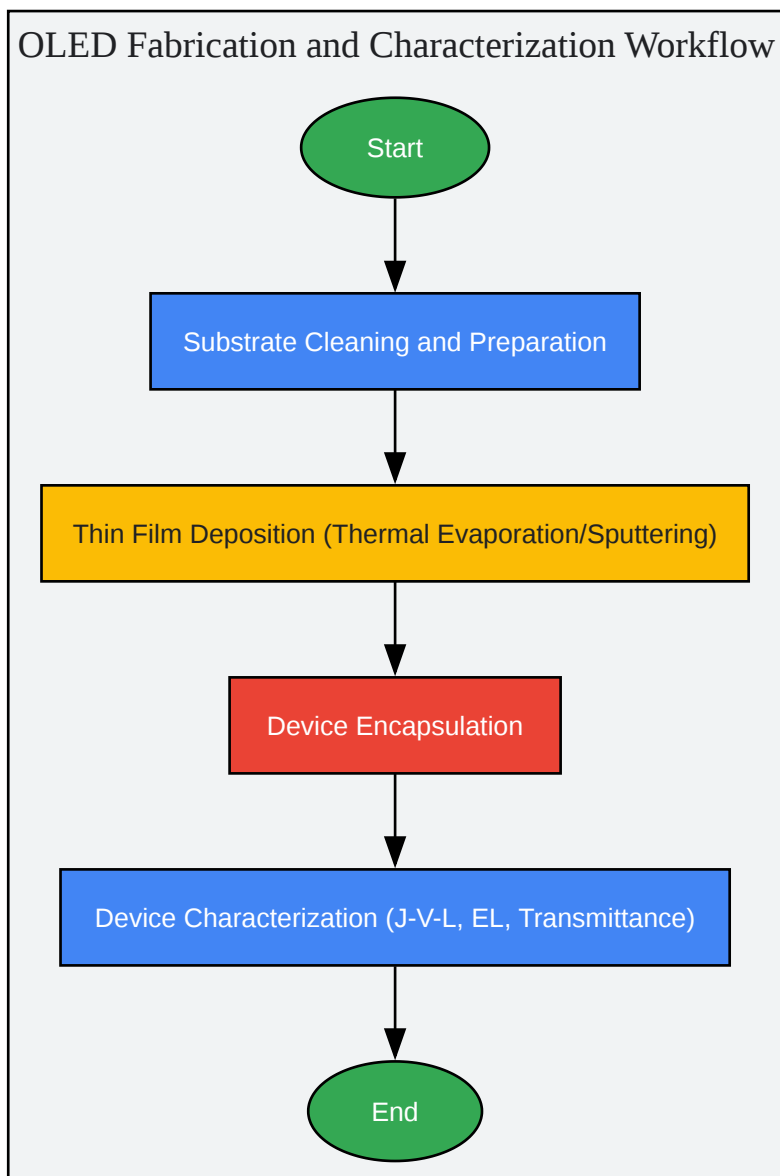 OLED Fabrication and Characterization Workflow
Start
Substrate Cleaning and Preparation
Thin Film Deposition (Thermal Evaporation/Sputtering)
Device Encapsulation
Device Characterization (J-V-L, EL, Transmittance)
End